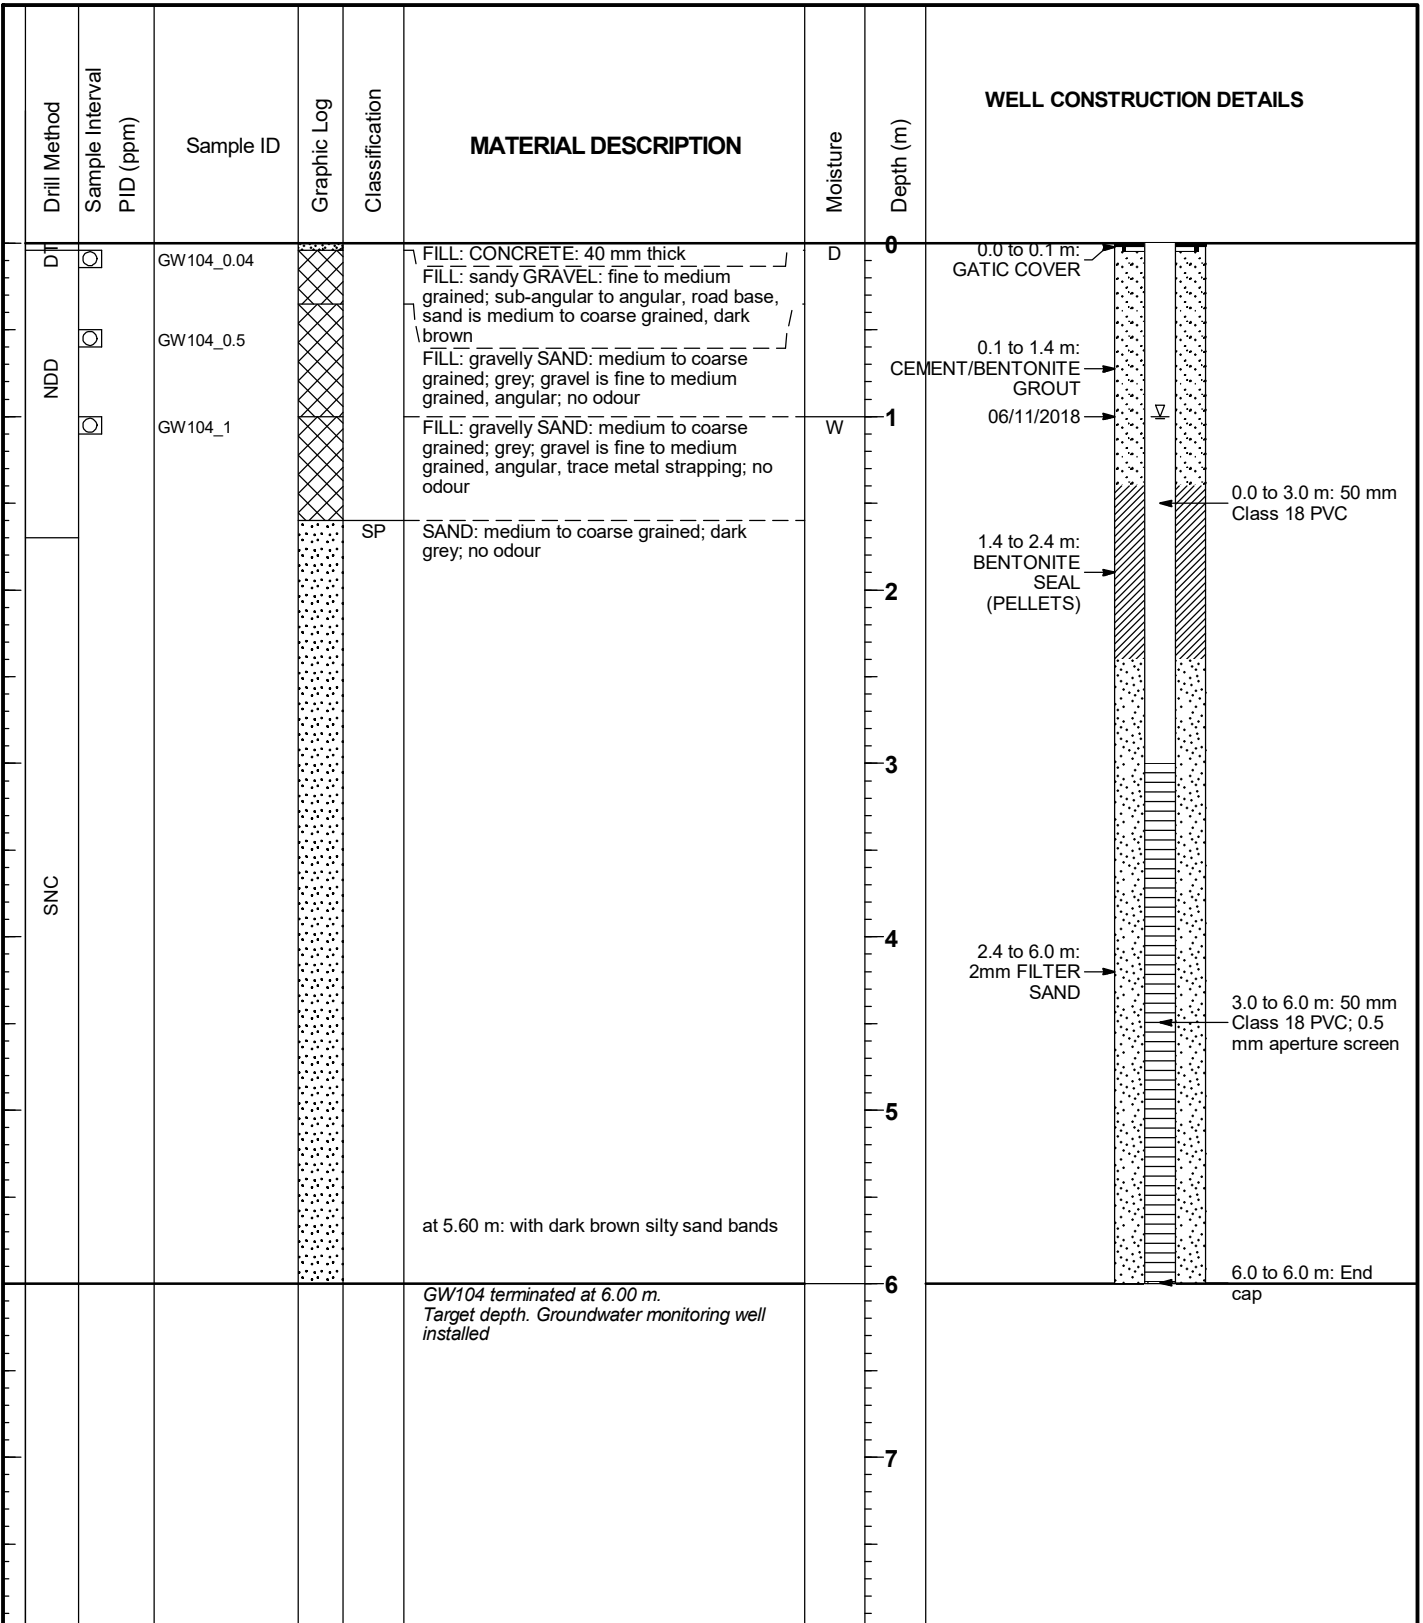 Drill Method
Sample Interval
PID (ppm)
Sample ID
Graphic Log
Classification
MATERIAL DESCRIPTION
Moisture
Depth (m)
WELL CONSTRUCTION DETAILS
DT
NDD
SNC
GW104_0.04
GW104_0.5
GW104_1
SP
FILL: CONCRETE: 40 mm thick
FILL: sandy GRAVEL: fine to medium
grained; sub-angular to angular, road base,
sand is medium to coarse grained, dark
brown
FILL: gravelly SAND: medium to coarse
grained; grey; gravel is fine to medium
grained, angular; no odour
FILL: gravelly SAND: medium to coarse
grained; grey; gravel is fine to medium
grained, angular, trace metal strapping; no
odour
SAND: medium to coarse grained; dark
grey; no odour
at 5.60 m: with dark brown silty sand bands
GW104 terminated at 6.00 m.
Target depth. Groundwater monitoring well
installed
D
W
0
1
2
3
4
5
6
7
0.0 to 0.1 m:
GATIC COVER
0.1 to 1.4 m:
CEMENT/BENTONITE
GROUT
06/11/2018
1.4 to 2.4 m:
BENTONITE
SEAL
(PELLETS)
2.4 to 6.0 m:
2mm FILTER
SAND
0.0 to 3.0 m: 50 mm
Class 18 PVC
3.0 to 6.0 m: 50 mm
Class 18 PVC; 0.5
mm aperture screen
6.0 to 6.0 m: End
cap